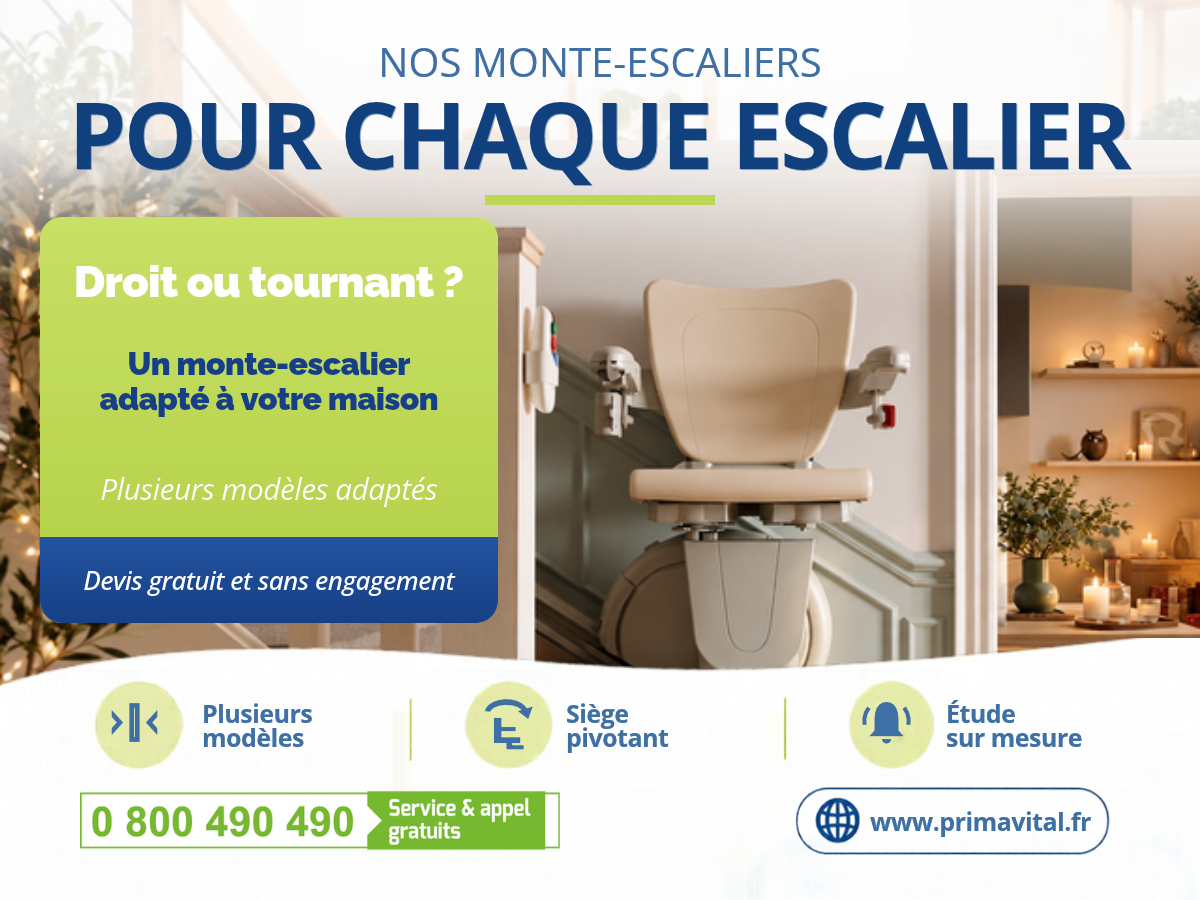 NOS MONTE-ESCALIERS
POUR CHAQUE ESCALIER
Droit ou tournant ?
Un monte-escalier
adapté à votre maison
Plusieurs modèles adaptés
Devis gratuit et sans engagement
Plusieurs
modèles
Siège
pivotant
Étude
sur mesure
0 800 490 490
Service & appel
gratuits
www.primavital.fr